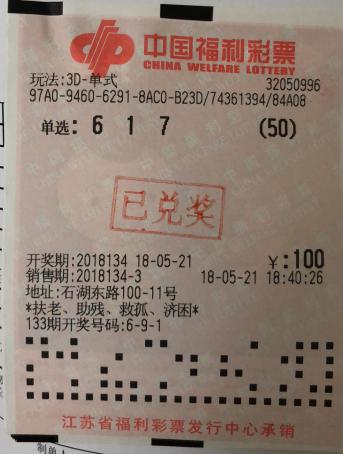 中国福利彩票
CHINA WELFARE LOTTERY
玩法:3D-单式 32050996
97A0-9460-6291-8AC0-B23D/74361394/84A08
单选: 6 1 7 (50)
已兑奖
开奖期:2018134 18-05-21 ¥:100
销售期:2018134-3 18-05-21 18:40:26
地址:石湖东路100-11号
*扶老、助残、救孤、济困*
133期开奖号码:6-9-1
江苏省福利彩票发行中心承销
制单人